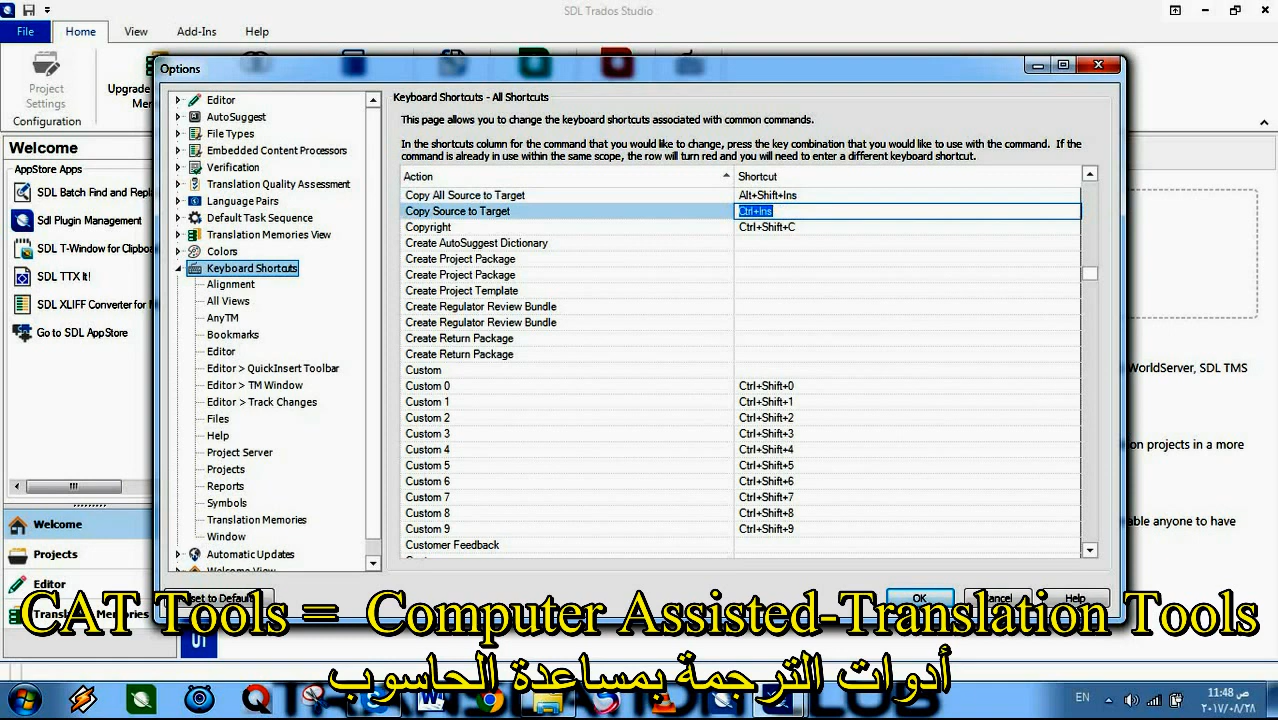 SDL Trados Studio
File Home View Add-Ins Help
Project Settings
Configuration
Upgrade
Welcome
AppStore Apps
SDL Batch Find and Repla
Sdl Plugin Management
SDL T-Window for Clipboa
SDL TTX It!
SDL XLIFF Converter for M
Go to SDL AppStore
Welcome
Projects
Editor
Translation Memories
Options
Editor
AutoSuggest
File Types
Embedded Content Processors
Verification
Translation Quality Assessment
Language Pairs
Default Task Sequence
Translation Memories View
Colors
Keyboard Shortcuts
Alignment
All Views
AnyTM
Bookmarks
Editor
Editor > QuickInsert Toolbar
Editor > TM Window
Editor > Track Changes
Files
Help
Project Server
Projects
Reports
Symbols
Translation Memories
Window
Automatic Updates
Welcome View
Keyboard Shortcuts - All Shortcuts
This page allows you to change the keyboard shortcuts associated with common commands.
In the shortcuts column for the command that you would like to change, press the key combination that you would like to use with the command. If the
command is already in use within the same scope, the row will turn red and you will need to enter a different keyboard shortcut.
Action Shortcut
Copy All Source to Target Alt+Shift+Ins
Copy Source to Target Ctrl+Ins
Copyright Ctrl+Shift+C
Create AutoSuggest Dictionary
Create Project Package
Create Project Package
Create Project Template
Create Regulator Review Bundle
Create Regulator Review Bundle
Create Return Package
Create Return Package
Custom
Custom 0 Ctrl+Shift+0
Custom 1 Ctrl+Shift+1
Custom 2 Ctrl+Shift+2
Custom 3 Ctrl+Shift+3
Custom 4 Ctrl+Shift+4
Custom 5 Ctrl+Shift+5
Custom 6 Ctrl+Shift+6
Custom 7 Ctrl+Shift+7
Custom 8 Ctrl+Shift+8
Custom 9 Ctrl+Shift+9
Customer Feedback
OK Cancel Help
WorldServer, SDL TMS
on projects in a more
able anyone to have
CAT Tools = Computer Assisted-Translation Tools
أدوات الترجمة بمساعدة الحاسوب
EN
11:48 ص
٢٠١٧/٠٨/٢٨